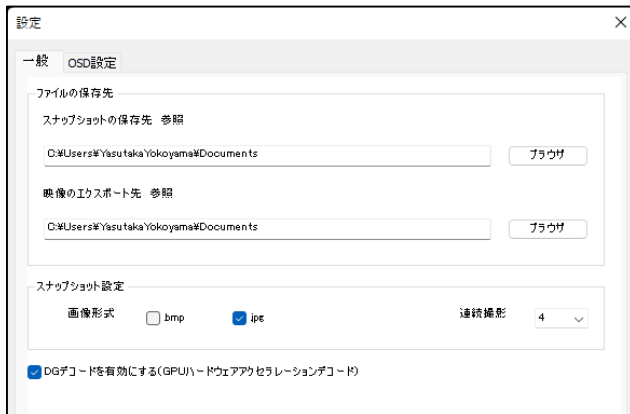 設定
一般 OSD設定
ファイルの保存先
スナップショットの保存先 参照
C:¥Users¥YasutakaYokoyama¥Documents ブラウザ
映像のエクスポート先 参照
C:¥Users¥YasutakaYokoyama¥Documents ブラウザ
スナップショット設定
画像形式 bmp jpg 連続撮影 4
DGデコードを有効にする(GPUハードウェアアクセラレーションデコード)